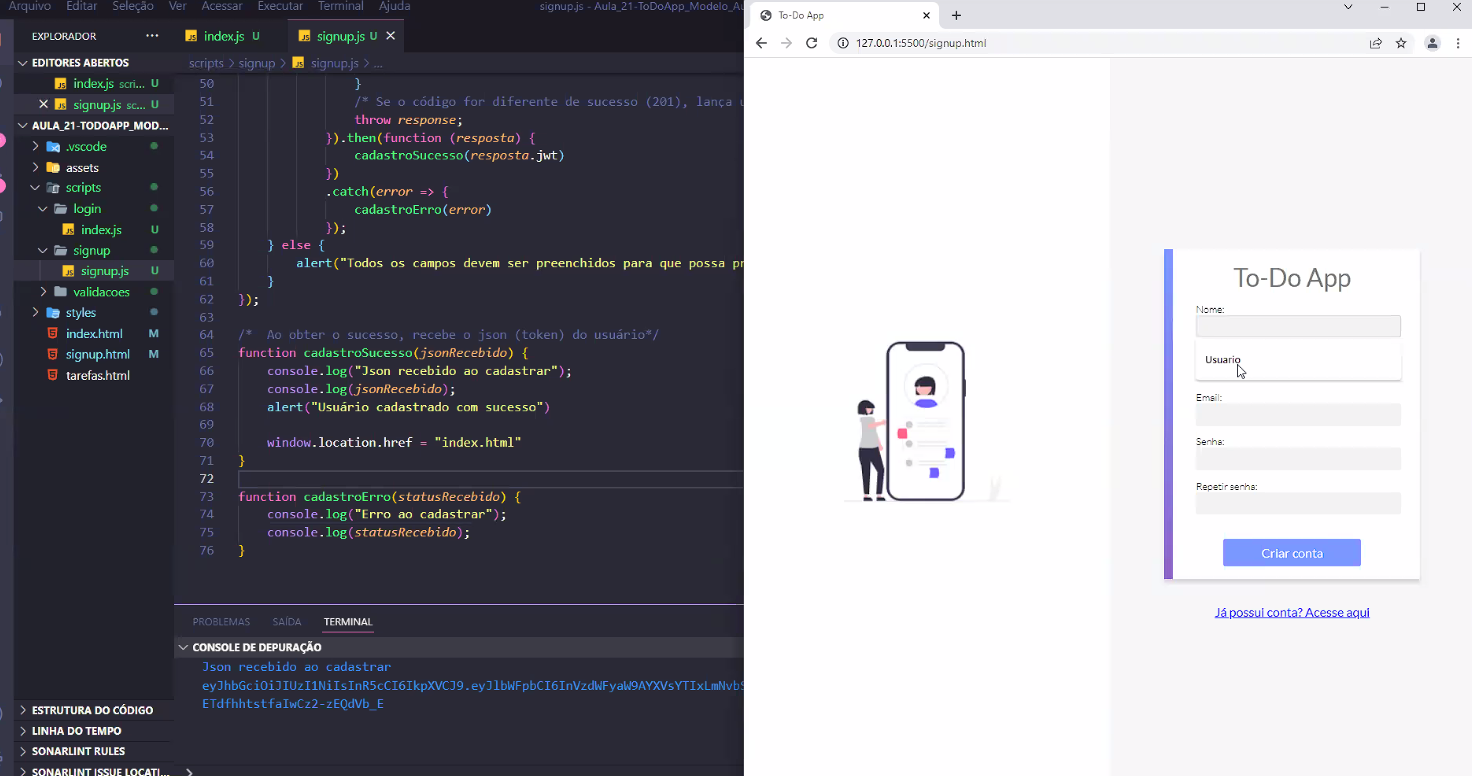 Arquivo Editar Seleção Ver Acessar Executar Terminal Ajuda
signup.js - Aula_21-ToDoApp_Modelo_Au
EXPLORADOR
EDITORES ABERTOS
index.js scri... U
signup.js sc... U
AULA_21-TODOAPP_MOD...
.vscode
assets
scripts
login
index.js U
signup
signup.js U
validacoes
styles
index.html M
signup.html M
tarefas.html
ESTRUTURA DO CÓDIGO
LINHA DO TEMPO
SONARLINT RULES
SONARLINT ISSUE LOCATI...
index.js U
signup.js U
scripts > signup > signup.js > ...
50 }
51 /* Se o código for diferente de sucesso (201), lança u
52 throw response;
53 }).then(function (resposta) {
54 cadastroSucesso(resposta.jwt)
55 })
56 .catch(error => {
57 cadastroErro(error)
58 });
59 } else {
60 alert("Todos os campos devem ser preenchidos para que possa pr
61 }
62 });
63
64 /* Ao obter o sucesso, recebe o json (token) do usuário*/
65 function cadastroSucesso(jsonRecebido) {
66 console.log("Json recebido ao cadastrar");
67 console.log(jsonRecebido);
68 alert("Usuário cadastrado com sucesso")
69
70 window.location.href = "index.html"
71 }
72
73 function cadastroErro(statusRecebido) {
74 console.log("Erro ao cadastrar");
75 console.log(statusRecebido);
76 }
PROBLEMAS SAÍDA TERMINAL
CONSOLE DE DEPURAÇÃO
Json recebido ao cadastrar
eyJhbGciOiJIUzI1NiIsInR5cCI6IkpXVCJ9.eyJlbWFpbCI6InVzdWFyaW9AYXVsYTIxLmNvbS
ETdfhhtstfaIwCz2-zEQdVb_E
To-Do App
127.0.0.1:5500/signup.html
To-Do App
Nome:
Usuario
Email:
Senha:
Repetir senha:
Criar conta
Já possui conta? Acesse aqui